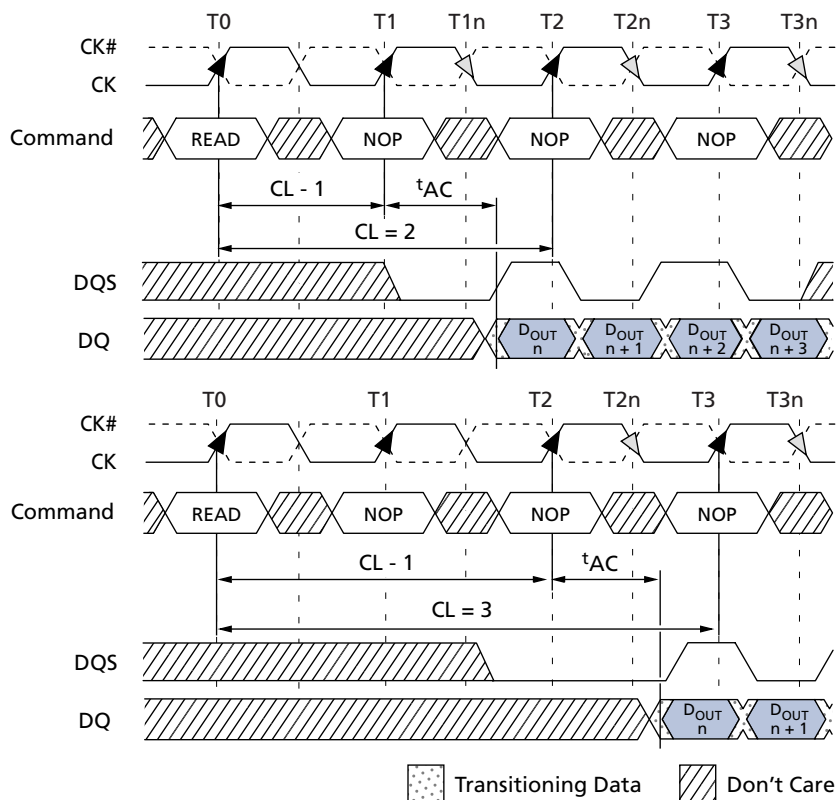 T0 T1 T1n T2 T2n T3 T3n
CK#
CK
Command READ NOP NOP NOP
CL - 1 tAC
CL = 2
DQS
DQ DOUT n DOUT n + 1 DOUT n + 2 DOUT n + 3
T0 T1 T2 T2n T3 T3n
CK#
CK
Command READ NOP NOP NOP
CL - 1 tAC
CL = 3
DQS
DQ DOUT n DOUT n + 1
Transitioning Data Don't Care